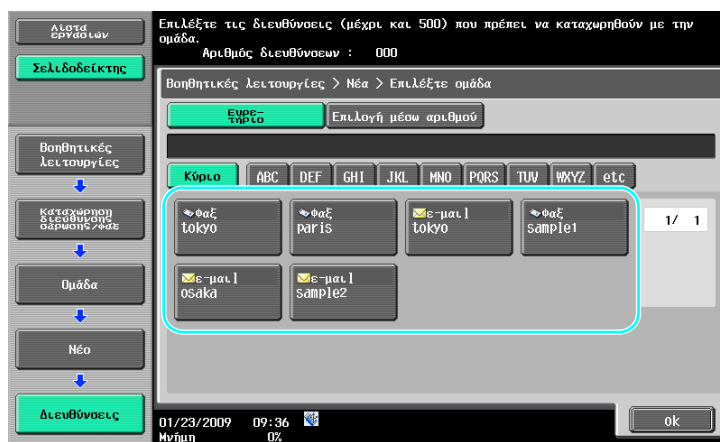 Λίστα
εργασιών
Σελιδοδείκτης
Επιλέξτε τις διευθύνσεις (μέχρι και 500) που πρέπει να καταχωρηθούν με την
ομάδα.
Αριθμός διευθύνσεων : 000
Βοηθητικές λειτουργίες > Νέα > Επιλέξτε ομάδα
Ευρε-
τήριο
Επιλογή μέσω αριθμού
Κύριο
ABC
DEF
GHI
JKL
MNO
PQRS
TUV
WXYZ
etc
Βοηθητικές
λειτουργίες
Καταχώρηση
διεύθυνσης
σάρωσης/φαξ
Ομάδα
Νέο
Διευθύνσεις
Φαξ
tokyo
Φαξ
paris
ε-μαιl
tokyo
Φαξ
sample1
ε-μαιl
osaka
ε-μαιl
sample2
1/ 1
01/23/2009 09:36
Μνήμη 0%
ok